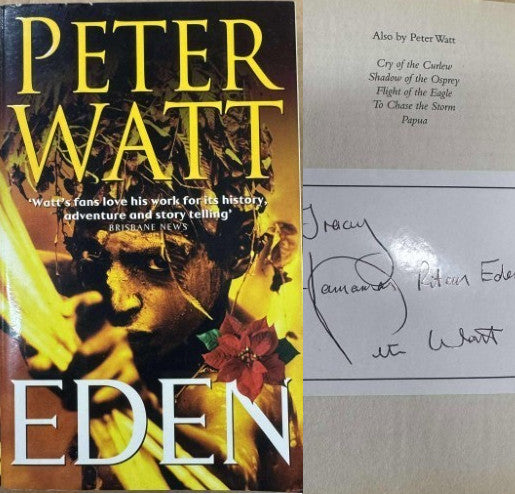 PETER
WATT
'Watt's fans love his work for its history,
adventure and story telling'
BRISBANE NEWS
EDEN
Also by Peter Watt
Cry of the Curlew
Shadow of the Osprey
Flight of the Eagle
To Chase the Storm
Papua
Tracey
Eden
Watt